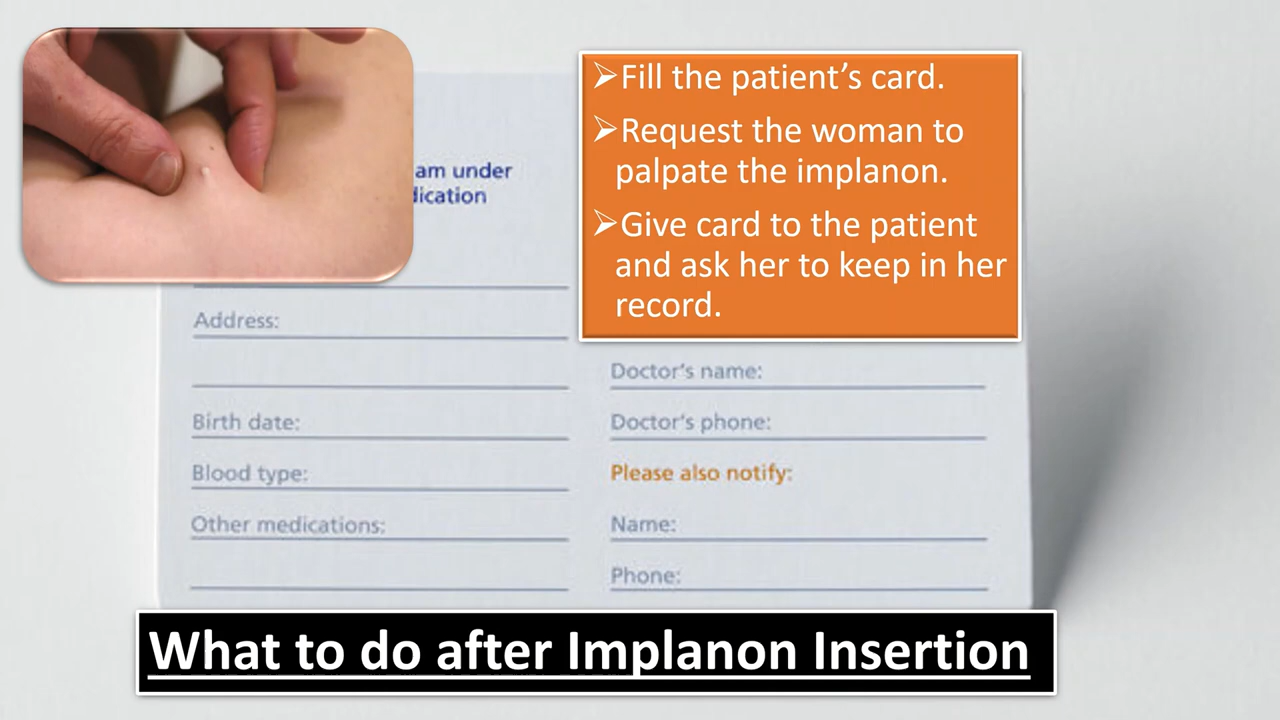 ➢Fill the patient's card.
➢Request the woman to
palpate the implanon.
➢Give card to the patient
and ask her to keep in her
record.
am under
Address:
Birth date:
Blood type:
Other medications:
Doctor's name:
Doctor's phone:
Please also notify:
Name:
Phone:
What to do after Implanon Insertion